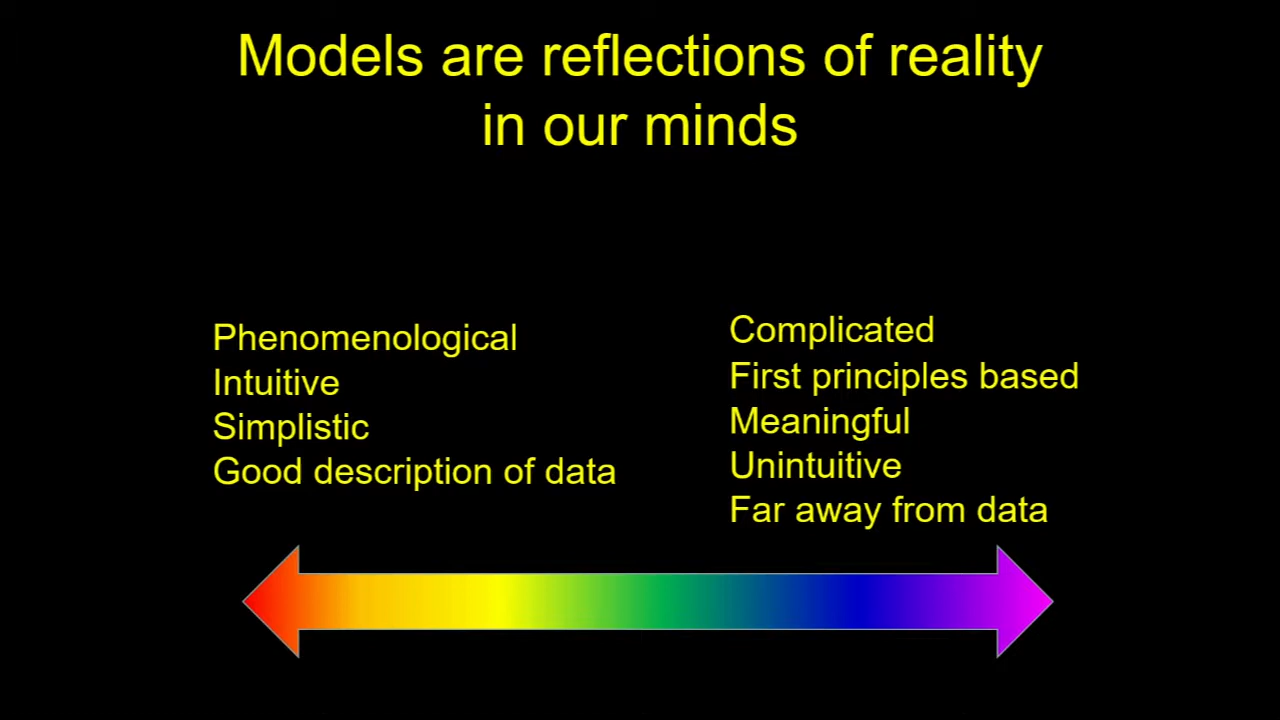 Models are reflections of reality
in our minds
Phenomenological
Intuitive
Simplistic
Good description of data
Complicated
First principles based
Meaningful
Unintuitive
Far away from data